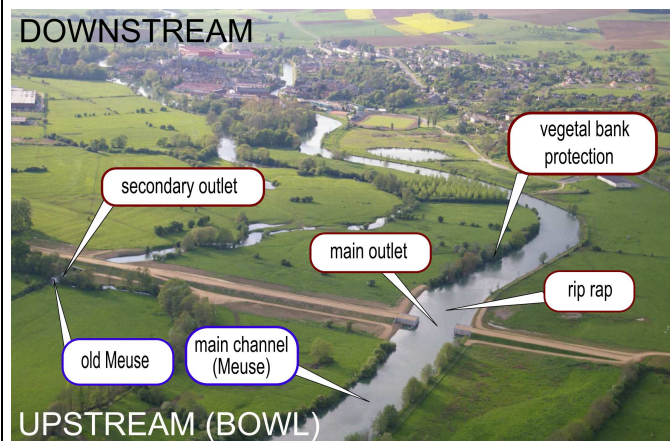 DOWNSTREAM
vegetal bank
protection
secondary outlet
main outlet
rip rap
old Meuse
main channel
(Meuse)
UPSTREAM (BOWL)